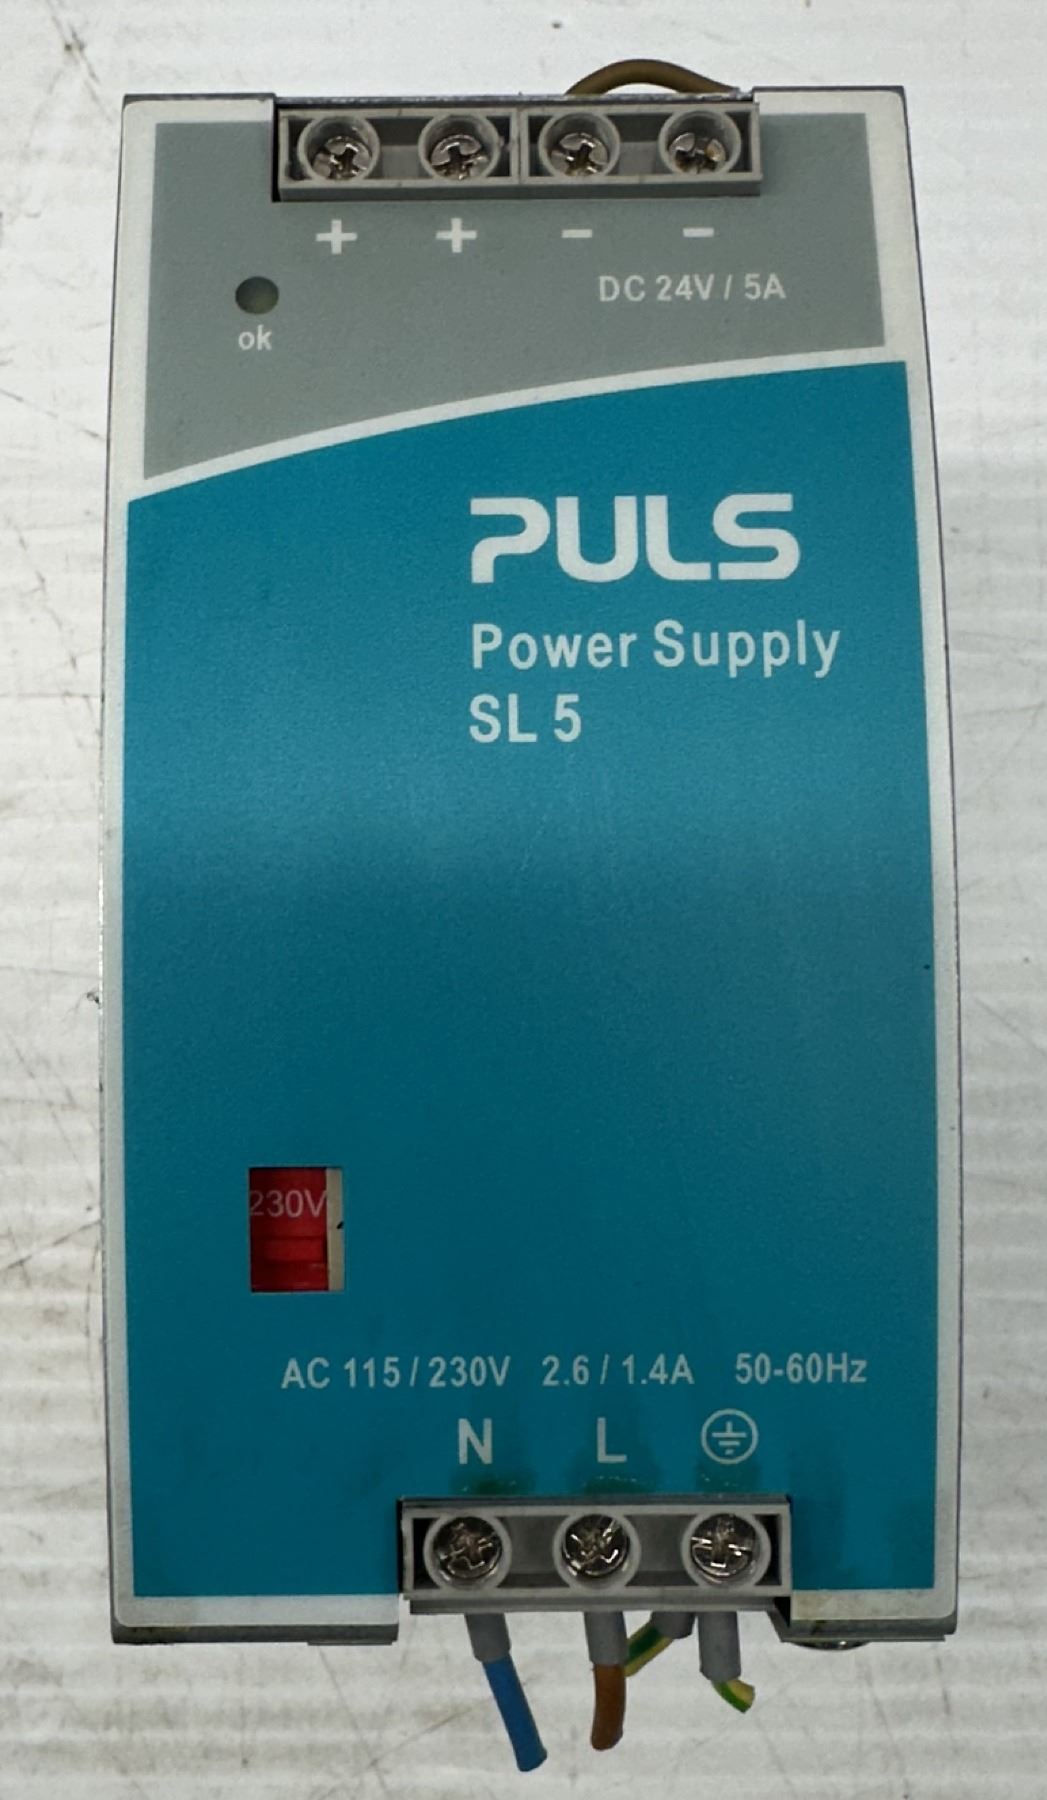 + + - -
DC 24V / 5A
ok
PULS
Power Supply
SL 5
230V
AC 115 / 230V 2.6 / 1.4A 50-60Hz
N L